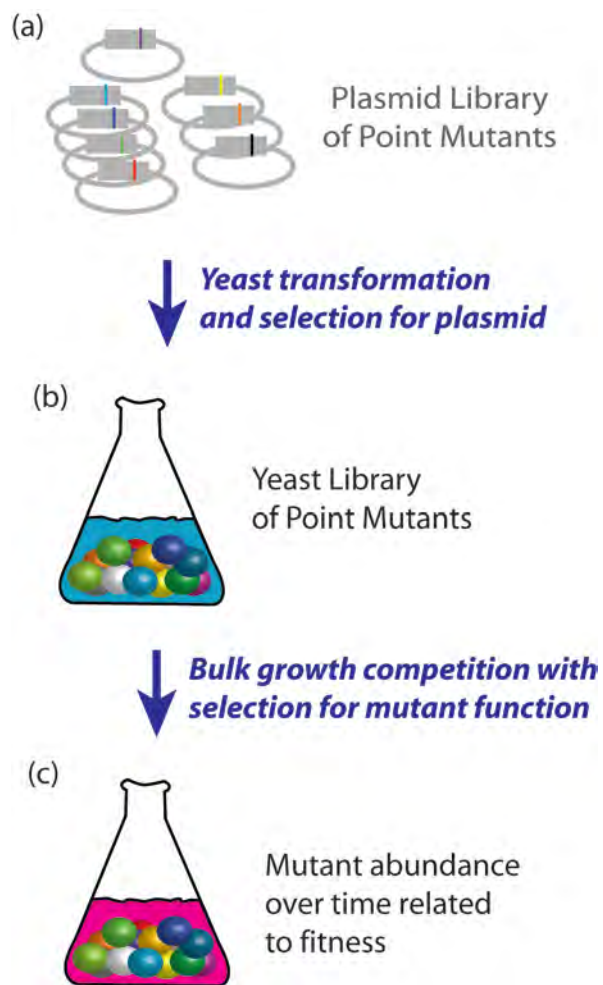 (a)
Plasmid Library
of Point Mutants
Yeast transformation
and selection for plasmid
(b)
Yeast Library
of Point Mutants
Bulk growth competition with
selection for mutant function
(c)
Mutant abundance
over time related
to fitness